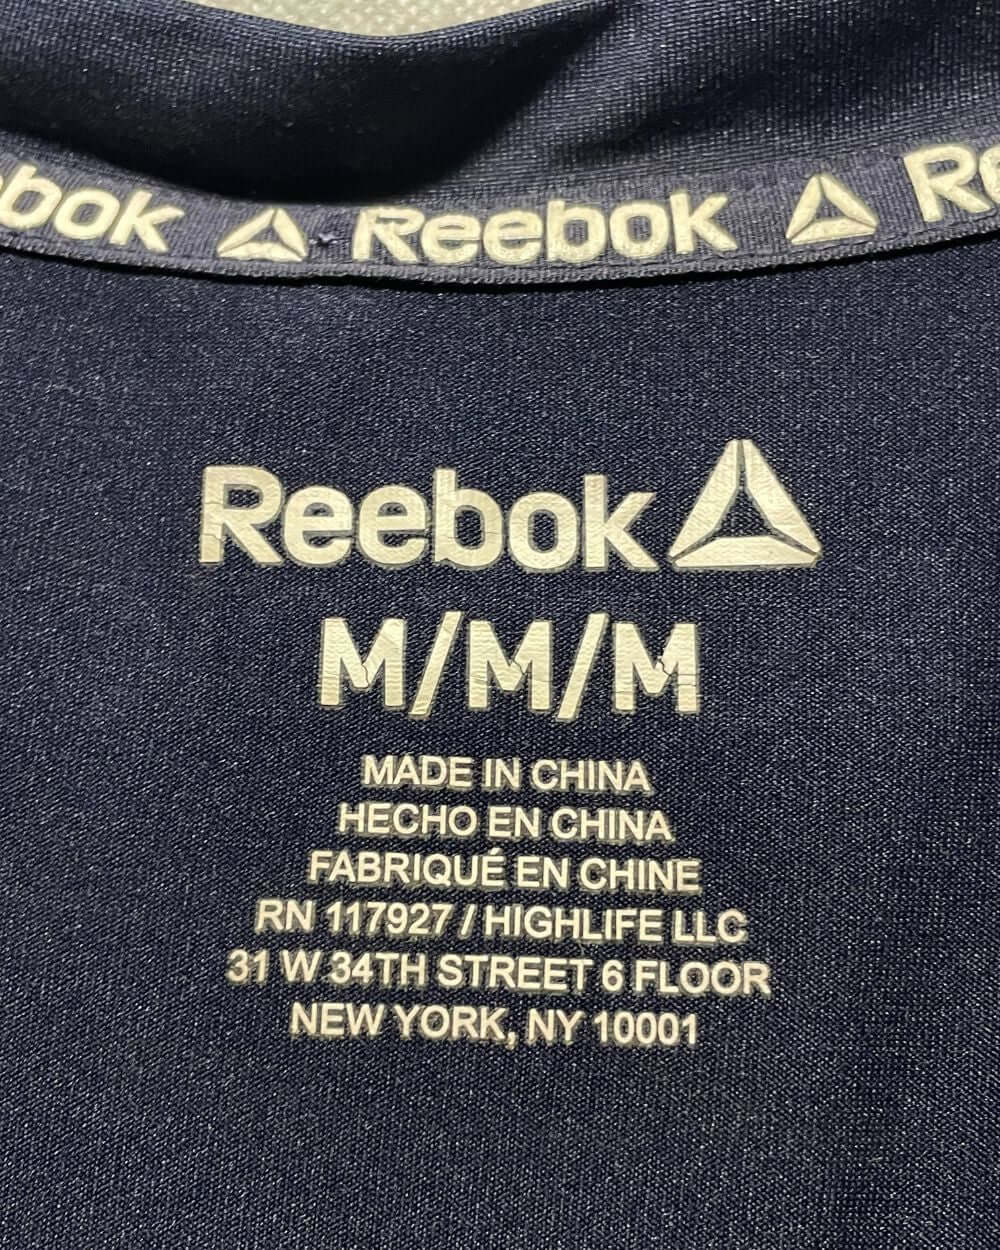 ebok Reebok Re
Reebok
M/M/M
MADE IN CHINA
HECHO EN CHINA
FABRIQUÉ EN CHINE
RN 117927 / HIGHLIFE LLC
31 W 34TH STREET 6 FLOOR
NEW YORK, NY 10001